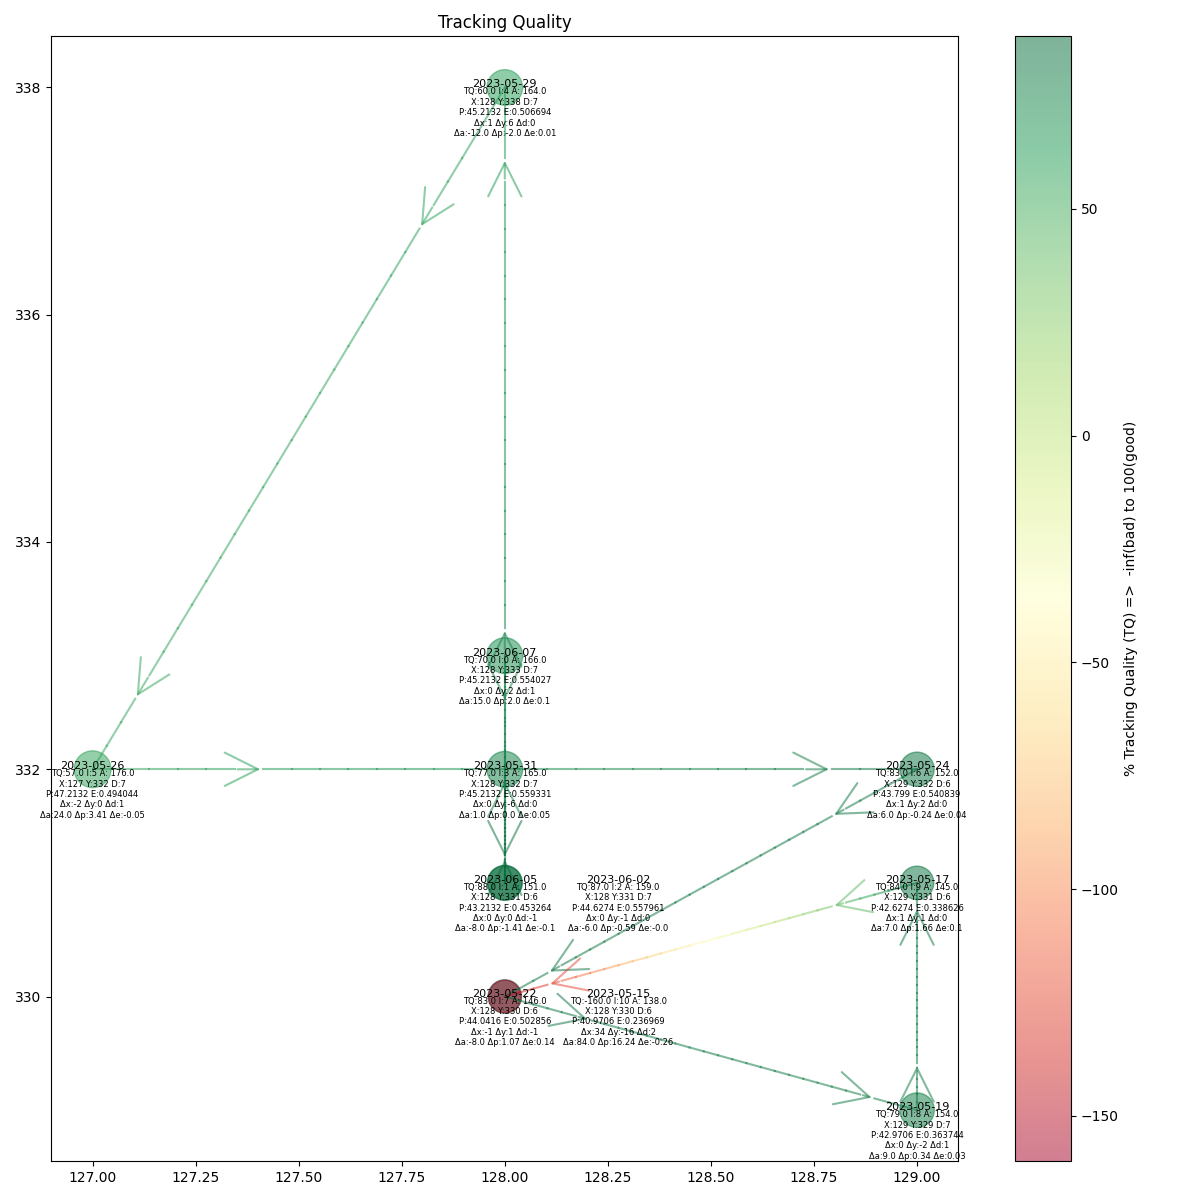 Tracking Quality
338
336
334
332
330
2023-05-29
TQ:60.0 I:4 A: 164.0
X:128 Y:338 D:7
P:45.2132 E:0.506694
Δx:1 Δy:6 Δd:0
Δa:-12.0 Δp:-2.0 Δe:0.01
2023-06-07
TQ:70.0 I:0 A: 166.0
X:128 Y:333 D:7
P:45.2132 E:0.554027
Δx:0 Δy:2 Δd:1
Δa:15.0 Δp:2.0 Δe:0.1
2023-05-26
TQ:57.0 I:5 A: 176.0
X:127 Y:332 D:7
P:47.2132 E:0.494044
Δx:-2 Δy:0 Δd:1
Δa:24.0 Δp:3.41 Δe:-0.05
2023-05-31
TQ:77.0 I:3 A: 165.0
X:128 Y:332 D:7
P:45.2132 E:0.559331
Δx:0 Δy:-6 Δd:0
Δa:1.0 Δp:0.0 Δe:0.05
2023-05-24
TQ:83.0 I:6 A: 152.0
X:129 Y:332 D:6
P:43.799 E:0.540839
Δx:1 Δy:2 Δd:0
Δa:6.0 Δp:-0.24 Δe:0.04
2023-06-05
TQ:88.0 I:1 A: 151.0
X:128 Y:331 D:6
P:43.2132 E:0.453264
Δx:0 Δy:0 Δd:-1
Δa:-8.0 Δp:-1.41 Δe:-0.1
2023-06-02
TQ:87.0 I:2 A: 159.0
X:128 Y:331 D:7
P:44.6274 E:0.557961
Δx:0 Δy:-1 Δd:0
Δa:-6.0 Δp:-0.59 Δe:-0.0
2023-05-17
TQ:84.0 I:9 A: 145.0
X:129 Y:331 D:6
P:42.6274 E:0.338626
Δx:1 Δy:1 Δd:0
Δa:7.0 Δp:1.66 Δe:0.1
2023-05-22
TQ:83.0 I:7 A: 146.0
X:128 Y:330 D:6
P:44.0416 E:0.502856
Δx:-1 Δy:1 Δd:-1
Δa:-8.0 Δp:1.07 Δe:0.14
2023-05-15
TQ:-160.0 I:10 A: 138.0
X:128 Y:330 D:6
P:40.9706 E:0.236969
Δx:34 Δy:-16 Δd:2
Δa:84.0 Δp:16.24 Δe:-0.26
2023-05-19
TQ:79.0 I:8 A: 154.0
X:129 Y:329 D:7
P:42.9706 E:0.363744
Δx:0 Δy:-2 Δd:1
Δa:9.0 Δp:0.34 Δe:0.03
127.00 127.25 127.50 127.75 128.00 128.25 128.50 128.75 129.00
50
0
−50
−100
−150
% Tracking Quality (TQ) =>  -inf(bad) to 100(good)